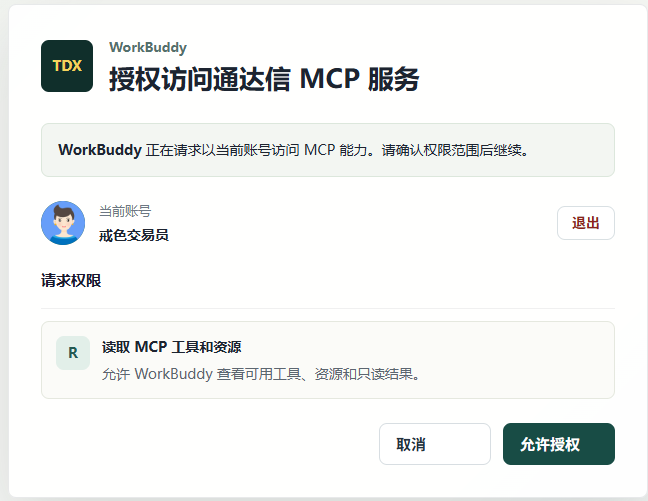 TDX
WorkBuddy
授权访问通达信 MCP 服务
WorkBuddy 正在请求以当前账号访问 MCP 能力。请确认权限范围后继续。
当前账号
戒色交易员
退出
请求权限
R
读取 MCP 工具和资源
允许 WorkBuddy 查看可用工具、资源和只读结果。
取消
允许授权